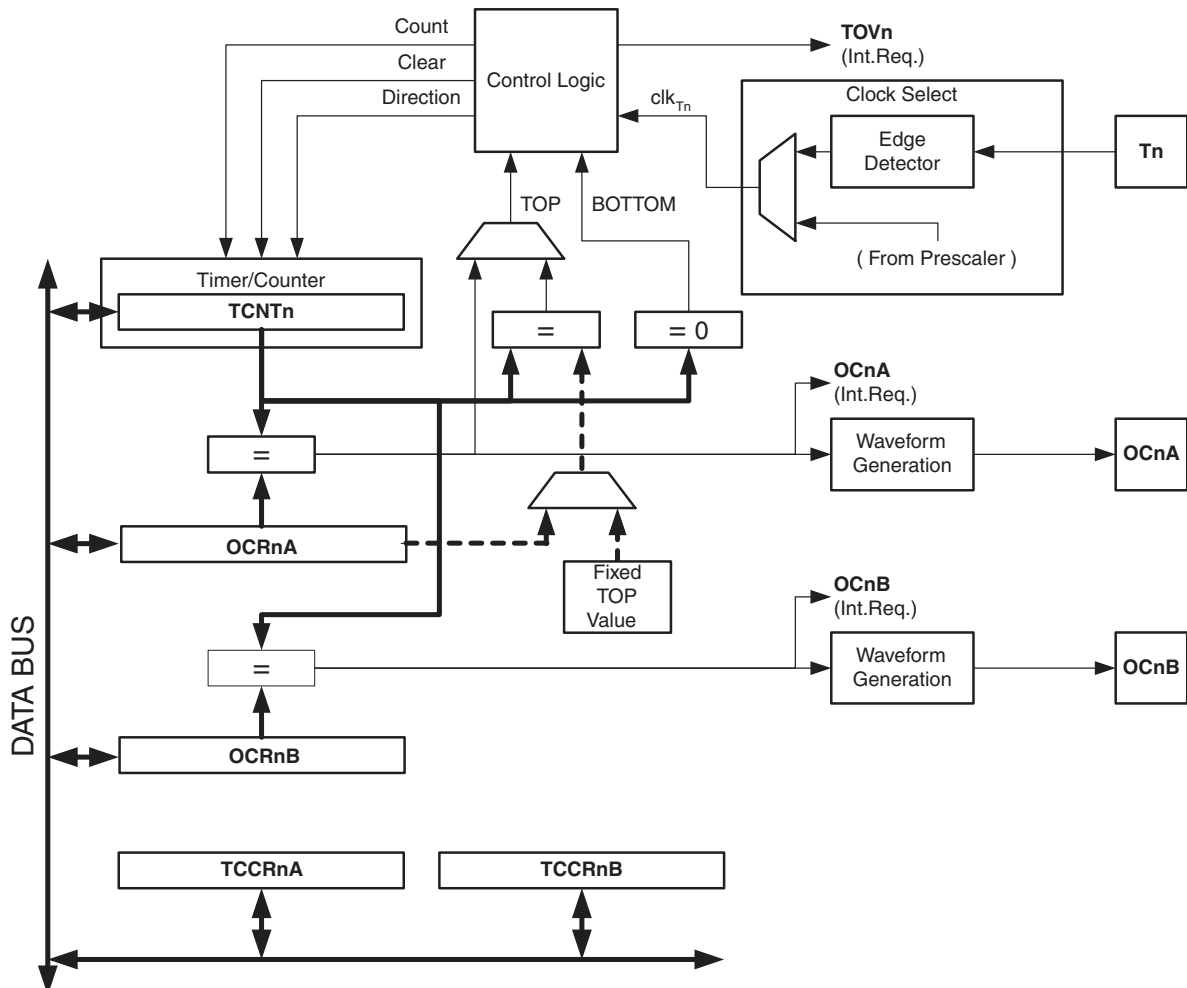 Count
Clear
Direction
Control Logic
TOVn
(Int.Req.)
clkTn
Clock Select
Edge
Detector
Tn
( From Prescaler )
TOP
BOTTOM
Timer/Counter
TCNTn
=
= 0
OCnA
(Int.Req.)
=
Waveform
Generation
OCnA
OCRnA
Fixed
TOP
Value
OCnB
(Int.Req.)
=
Waveform
Generation
OCnB
OCRnB
DATA BUS
TCCRnA
TCCRnB